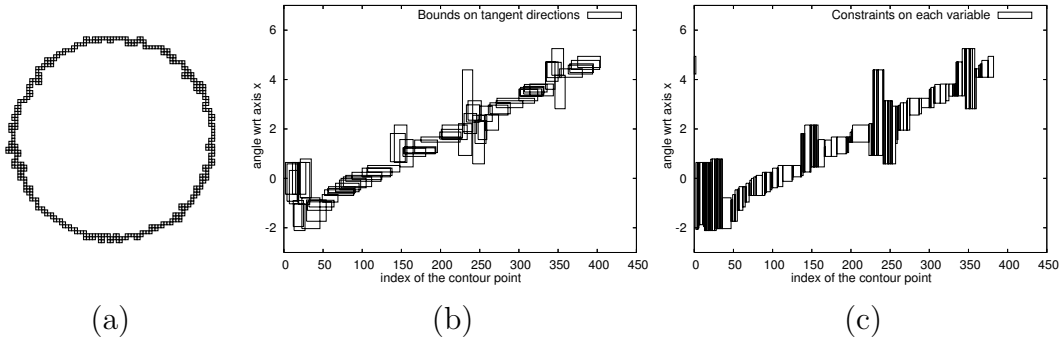 6
4
2
0
-2
0 50 100 150 200 250 300 350 400 450
angle wrt axis x
index of the contour point
Bounds on tangent directions
6
4
2
0
-2
0 50 100 150 200 250 300 350 400 450
angle wrt axis x
index of the contour point
Constraints on each variable
(a) (b) (c)